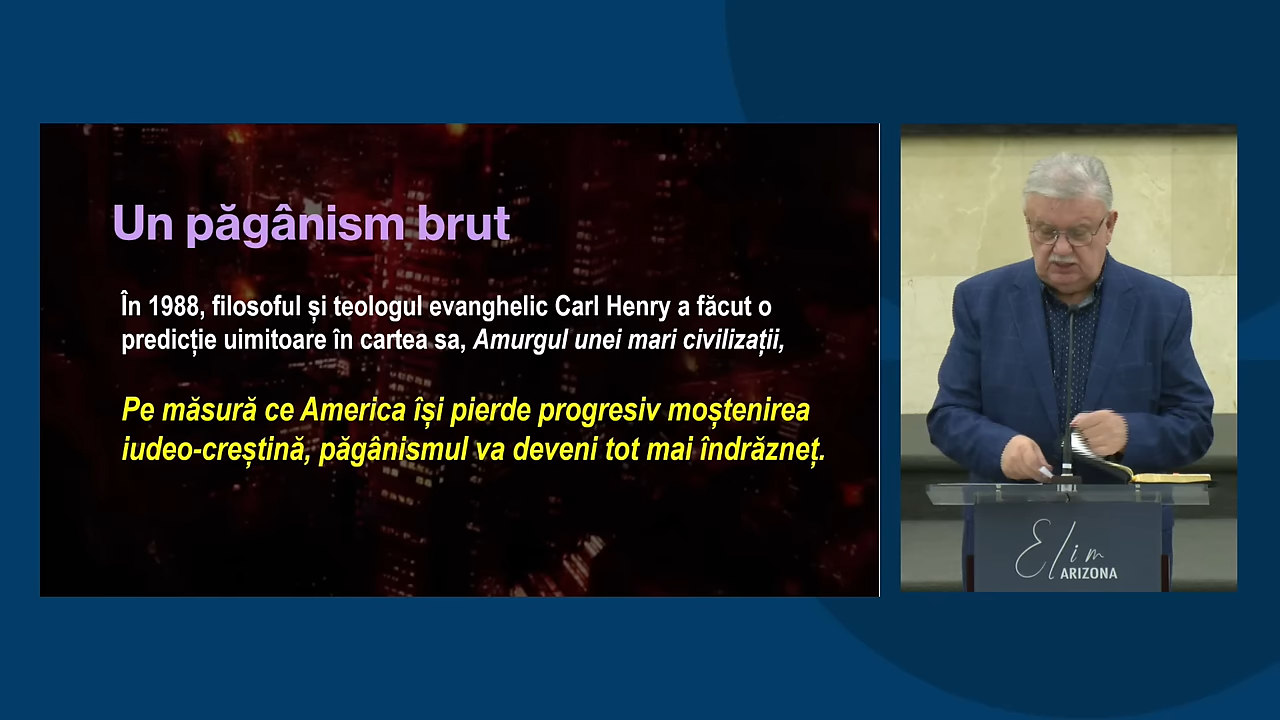 Un păgânism brut
În 1988, filosoful și teologul evanghelic Carl Henry a făcut o
predicție uimitoare în cartea sa, Amurgul unei mari civilizații,
Pe măsură ce America își pierde progresiv moștenirea
iudeo-creștină, păgânismul va deveni tot mai îndrăzneț.
Elim
ARIZONA